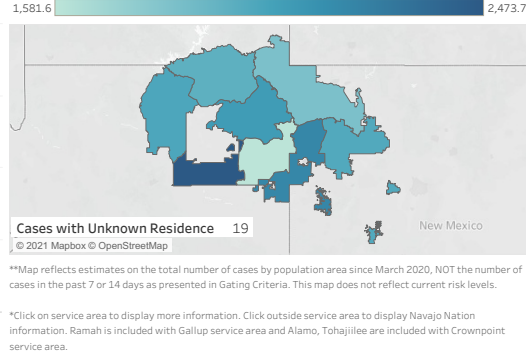 1,581.6 2,473.7
New Mexico
Cases with Unknown Residence 19
© 2021 Mapbox © OpenStreetMap
**Map reflects estimates on the total number of cases by population area since March 2020, NOT the number of
cases in the past 7 or 14 days as presented in Gating Criteria. This map does not reflect current risk levels.
*Click on service area to display more information. Click outside service area to display Navajo Nation
information. Ramah is included with Gallup service area and Alamo, Tohajiilee are included with Crownpoint
service area.